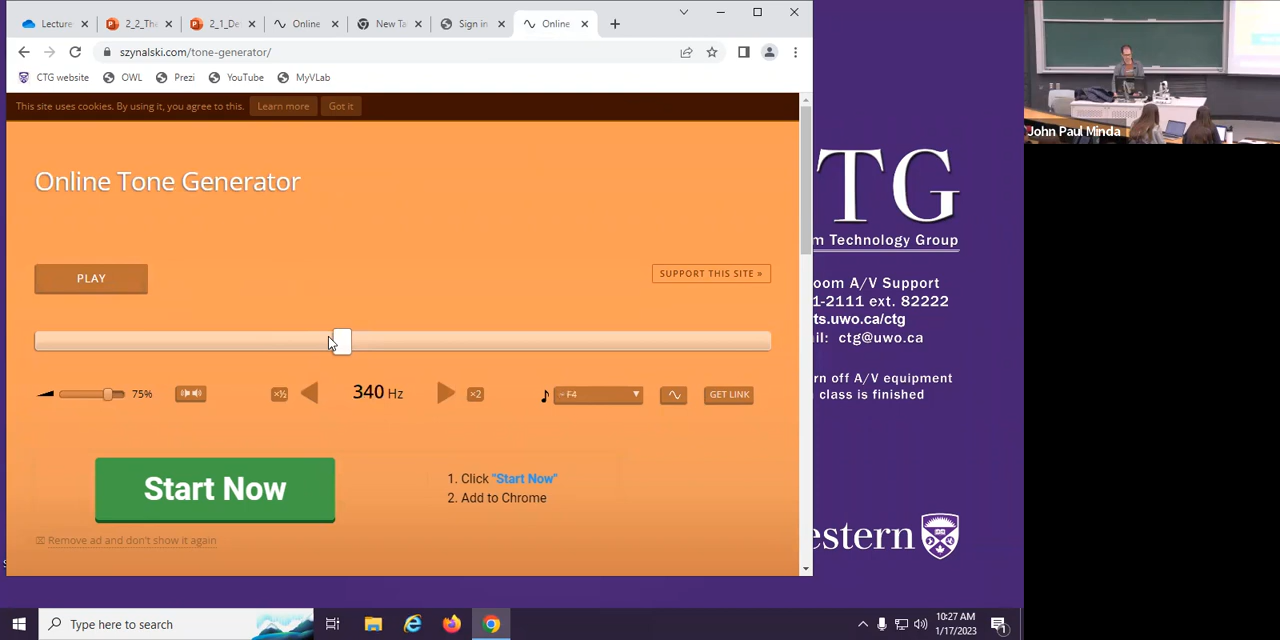 Lecture
2_2_The
2_1_De
Online
New Ta
Sign in
Online
szynalski.com/tone-generator/
CTG website
OWL
Prezi
YouTube
MyVLab
This site uses cookies. By using it, you agree to this.
Learn more
Got it
Online Tone Generator
PLAY
SUPPORT THIS SITE »
75%
×½
340 Hz
×2
≈ F4
GET LINK
Start Now
1. Click "Start Now"
2. Add to Chrome
Remove ad and don't show it again
TG
m Technology Group
oom A/V Support
1-2111 ext. 82222
ts.uwo.ca/ctg
il: ctg@uwo.ca
rn off A/V equipment
class is finished
estern
John Paul Minda
Type here to search
10:27 AM
1/17/2023
1